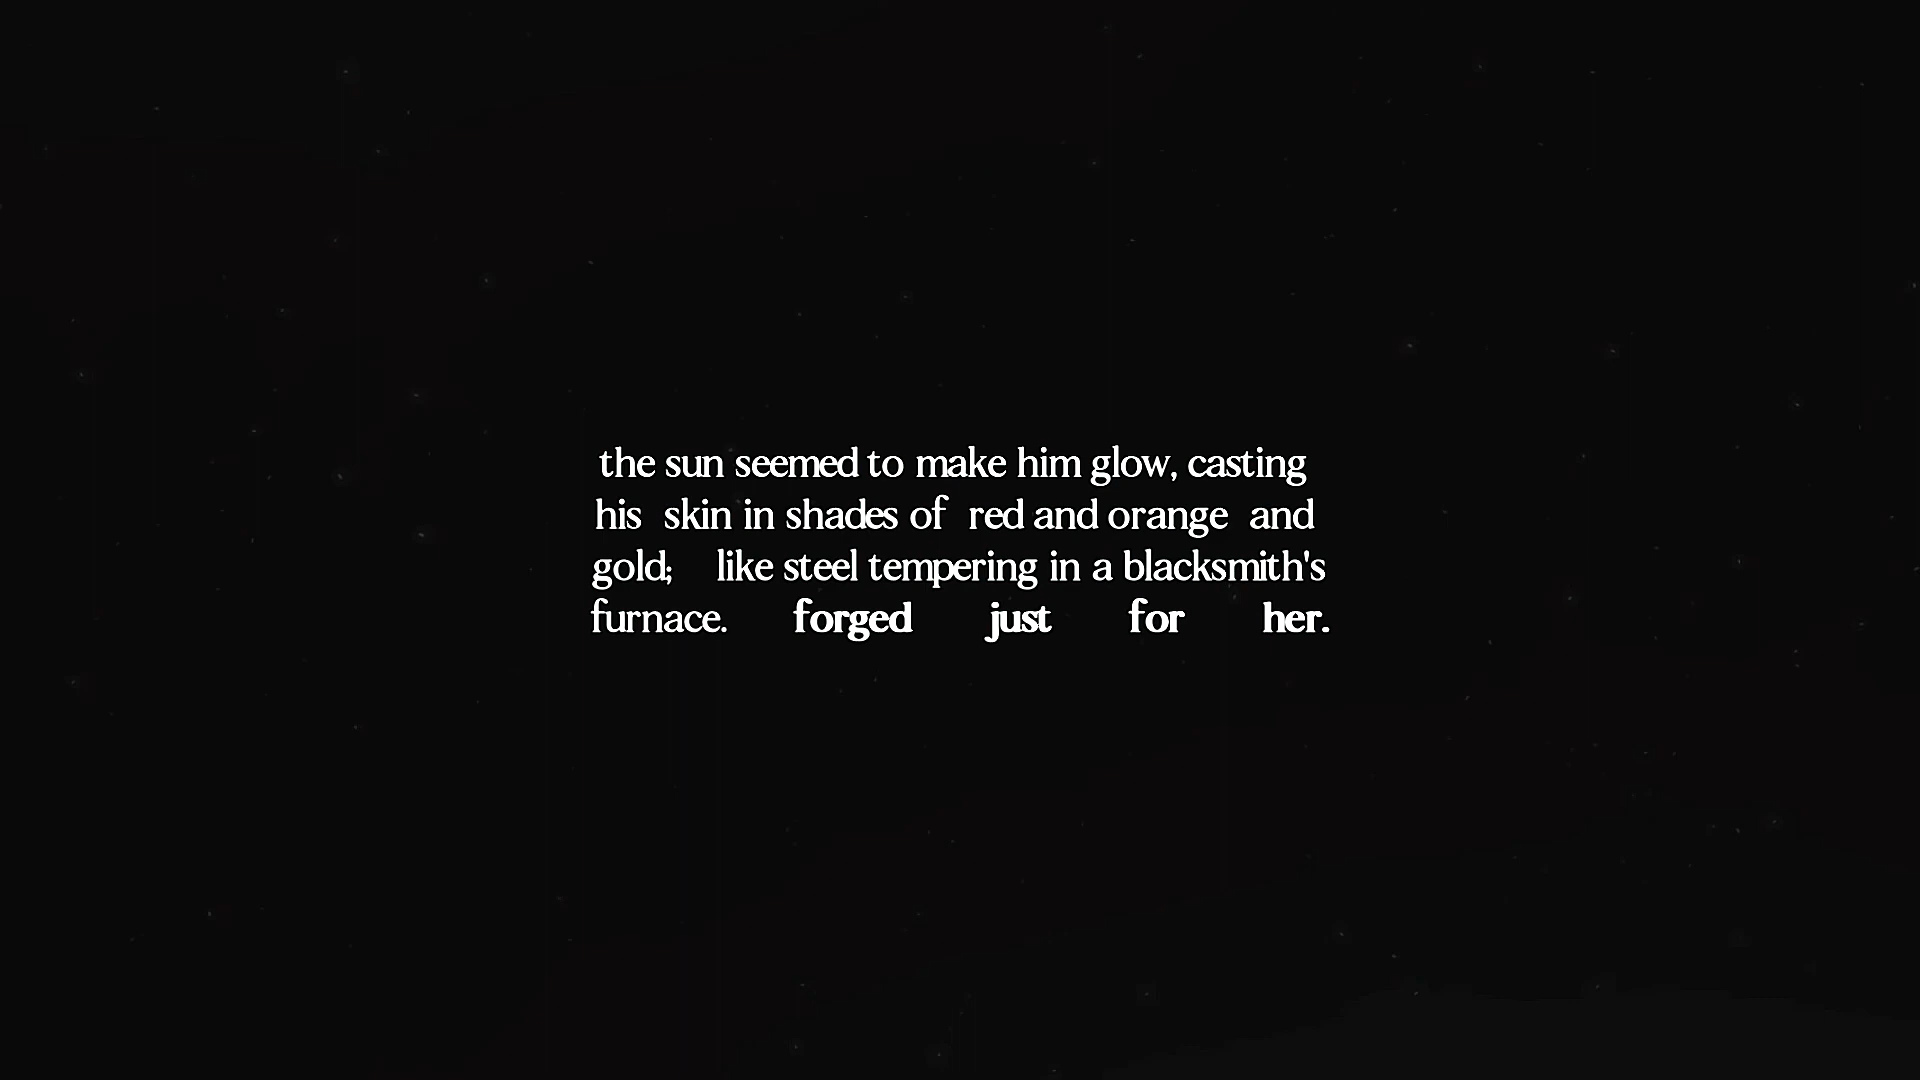 the sun seemed to make him glow, casting
his skin in shades of red and orange and
gold; like steel tempering in a blacksmith's
furnace. forged just for her.